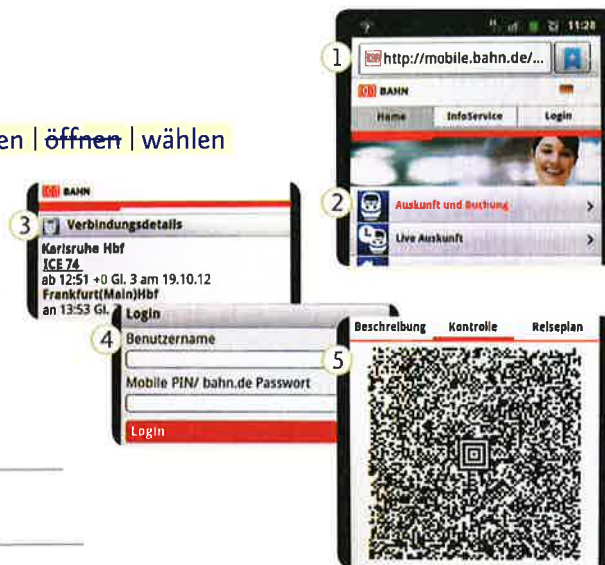 en | öffnen | wählen
1
11:28
http://mobile.bahn.de/...
DB BAHN
Home InfoService Login
2
Auskunft und Buchung >
Live Auskunft >
DB BAHN
3
Verbindungsdetails
Karlsruhe Hbf
ICE 74
ab 12:51 +0 Gl. 3 am 19.10.12
Frankfurt(Main)Hbf
an 13:53 Gl.
Login
4
Benutzername
Mobile PIN/ bahn.de Passwort
Login
5
Beschreibung Kontrolle Reiseplan